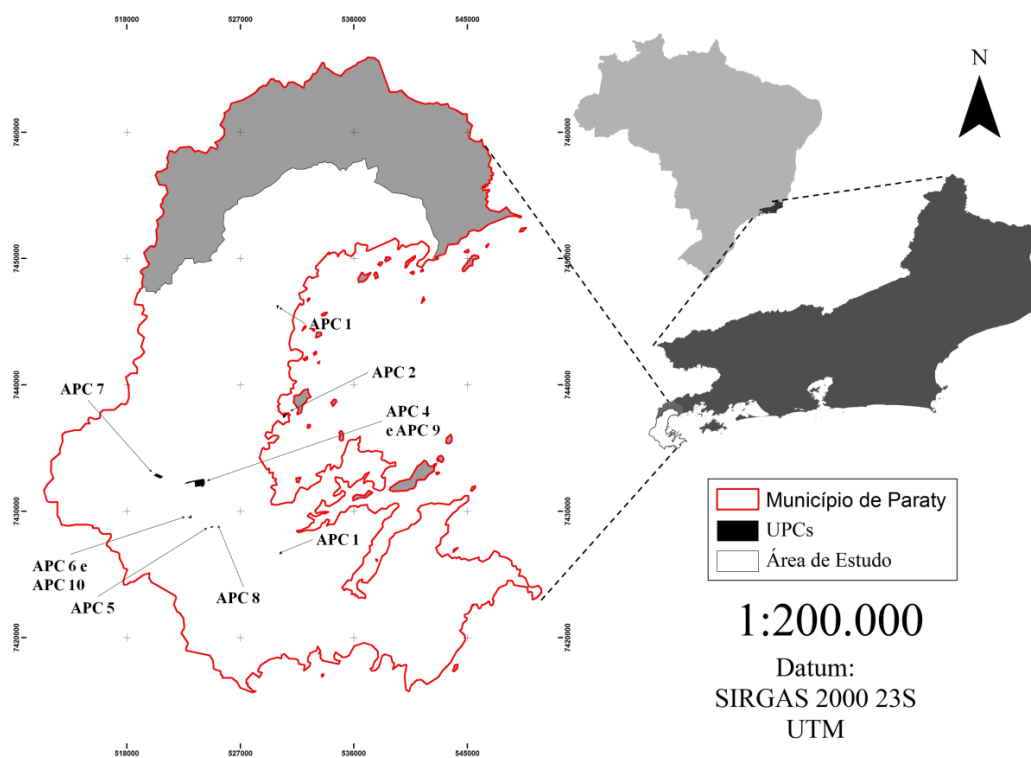 518000
527000
536000
545000
N
7460000
7460000
7450000
7450000
APC 1
APC 2
APC 7
7440000
7440000
APC 4
e APC 9
7430000
7430000
APC 6 e
APC 10
APC 1
APC 5
APC 8
7420000
7420000
Município de Paraty
UPCs
Área de Estudo
1:200.000
Datum:
SIRGAS 2000 23S
UTM
518000
527000
536000
545000